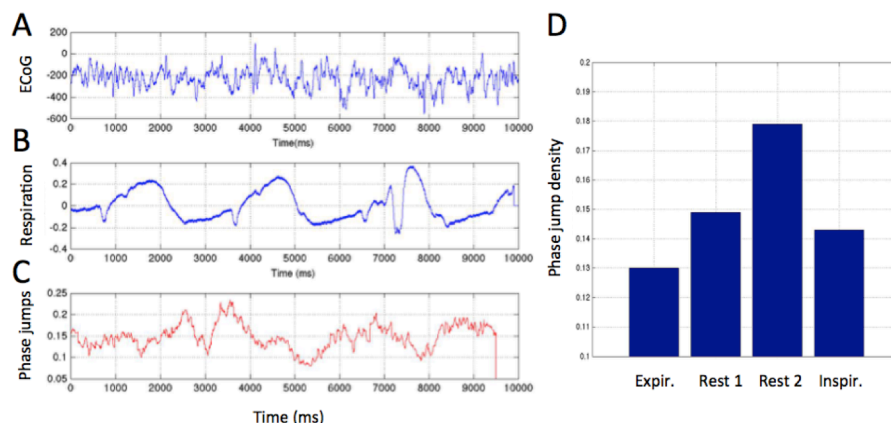 A
200
0
-200
-400
-600
ECoG
0 1000 2000 3000 4000 5000 6000 7000 8000 9000 10000
Time(ms)
B
0.4
0.2
0
-0.2
-0.4
Respiration
0 1000 2000 3000 4000 5000 6000 7000 8000 9000 10000
Time (ms)
C
0.25
0.2
0.15
0.1
0.05
Phase jumps
0 1000 2000 3000 4000 5000 6000 7000 8000 9000 10000
Time (ms)
D
0.2
0.19
0.18
0.17
0.16
0.15
0.14
0.13
0.12
0.11
0.1
Phase jump density
Expir. Rest 1 Rest 2 Inspir.